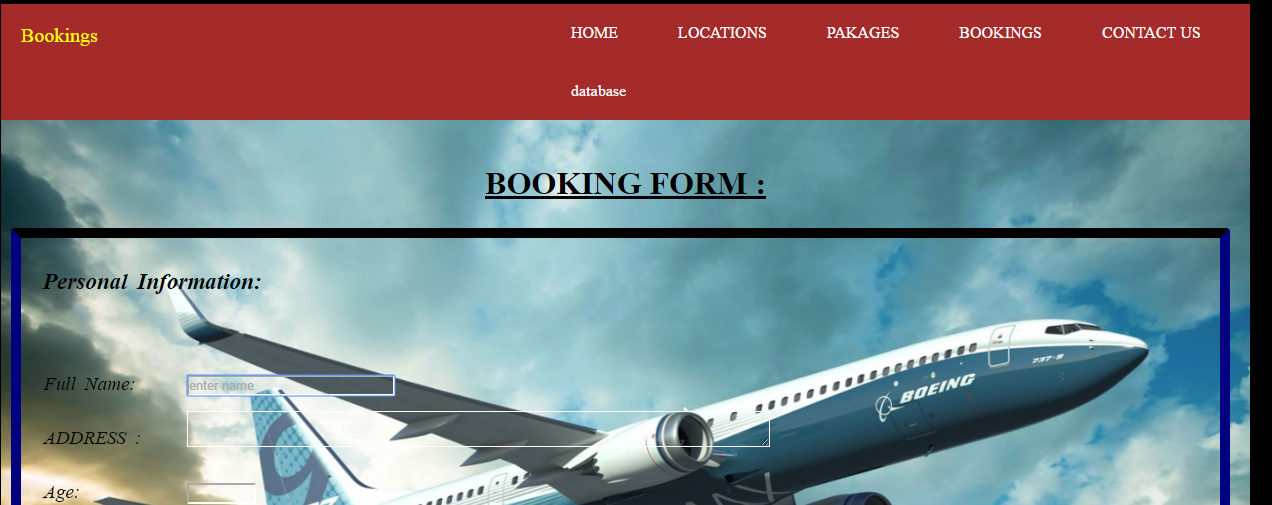 Bookings
HOME LOCATIONS PAKAGES BOOKINGS CONTACT US
database
BOOKING FORM :
Personal Information:
737-9
BOEING
Full Name: enter name
ADDRESS :
Age: